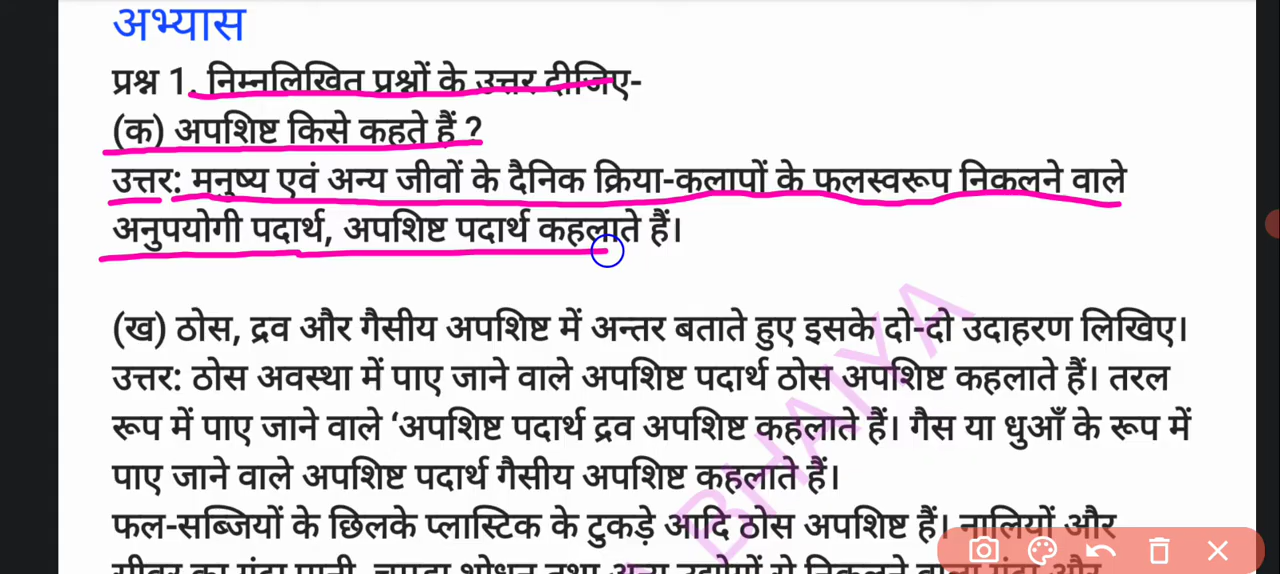 अभ्यास
प्रश्न 1. निम्नलिखित प्रश्नों के उत्तर दीजिए-
(क) अपशिष्ट किसे कहते हैं ?
उत्तर: मनुष्य एवं अन्य जीवों के दैनिक क्रिया-कलापों के फलस्वरूप निकलने वाले
अनुपयोगी पदार्थ, अपशिष्ट पदार्थ कहलाते हैं।
(ख) ठोस, द्रव और गैसीय अपशिष्ट में अन्तर बताते हुए इसके दो-दो उदाहरण लिखिए।
उत्तर: ठोस अवस्था में पाए जाने वाले अपशिष्ट पदार्थ ठोस अपशिष्ट कहलाते हैं। तरल
रूप में पाए जाने वाले ‘अपशिष्ट पदार्थ द्रव अपशिष्ट कहलाते हैं। गैस या धुआँ के रूप में
पाए जाने वाले अपशिष्ट पदार्थ गैसीय अपशिष्ट कहलाते हैं।
फल-सब्जियों के छिलके प्लास्टिक के टुकड़े आदि ठोस अपशिष्ट हैं। नालियों और
BHAIYA